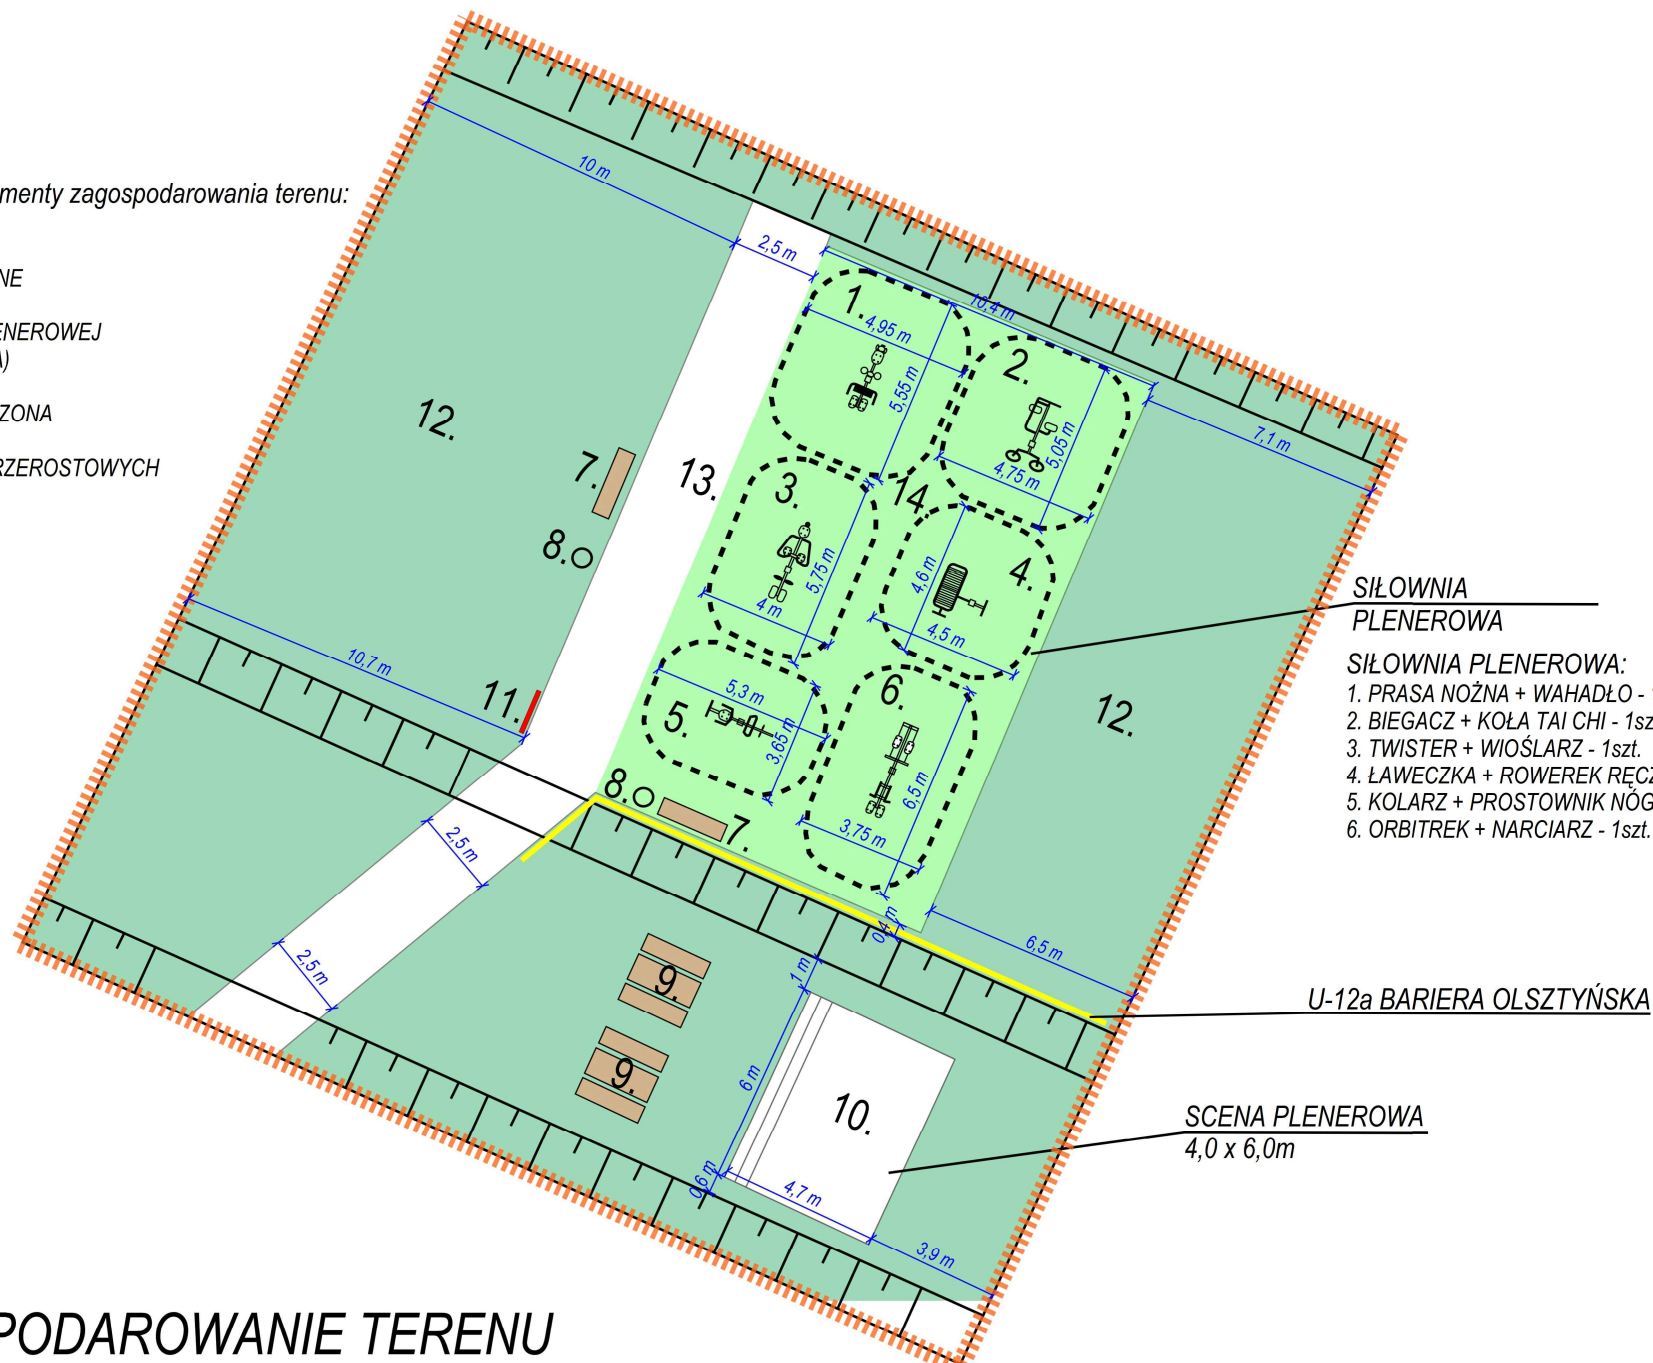 menty zagospodarowania terenu:
NE
ENEROWEJ
A)
ZONA
RZEROSTOWYCH
10 m
2,5 m
10,4 m
1.
4,95 m
5,55 m
2.
5,05 m
4,75 m
7,1 m
12.
7.
13.
3.
14.
8.
5,75 m
4 m
4.
4,6 m
4,5 m
SIŁOWNIA
PLENEROWA
SIŁOWNIA PLENEROWA:
1. PRASA NOŻNA + WAHADŁO -
2. BIEGACZ + KOŁA TAI CHI - 1sz
3. TWISTER + WIOŚLARZ - 1szt.
4. ŁAWECZKA + ROWEREK RĘCZ
5. KOLARZ + PROSTOWNIK NÓG
6. ORBITREK + NARCIARZ - 1szt.
10,7 m
11.
5,3 m
5.
3,65 m
6.
6,5 m
3,75 m
12.
8.
7.
2,5 m
2,5 m
0,4 m
6,5 m
9.
9.
1 m
6 m
10.
0,6 m
4,7 m
3,9 m
U-12a BARIERA OLSZTYŃSKA
SCENA PLENEROWA
4,0 x 6,0m
PODAROWANIE TERENU